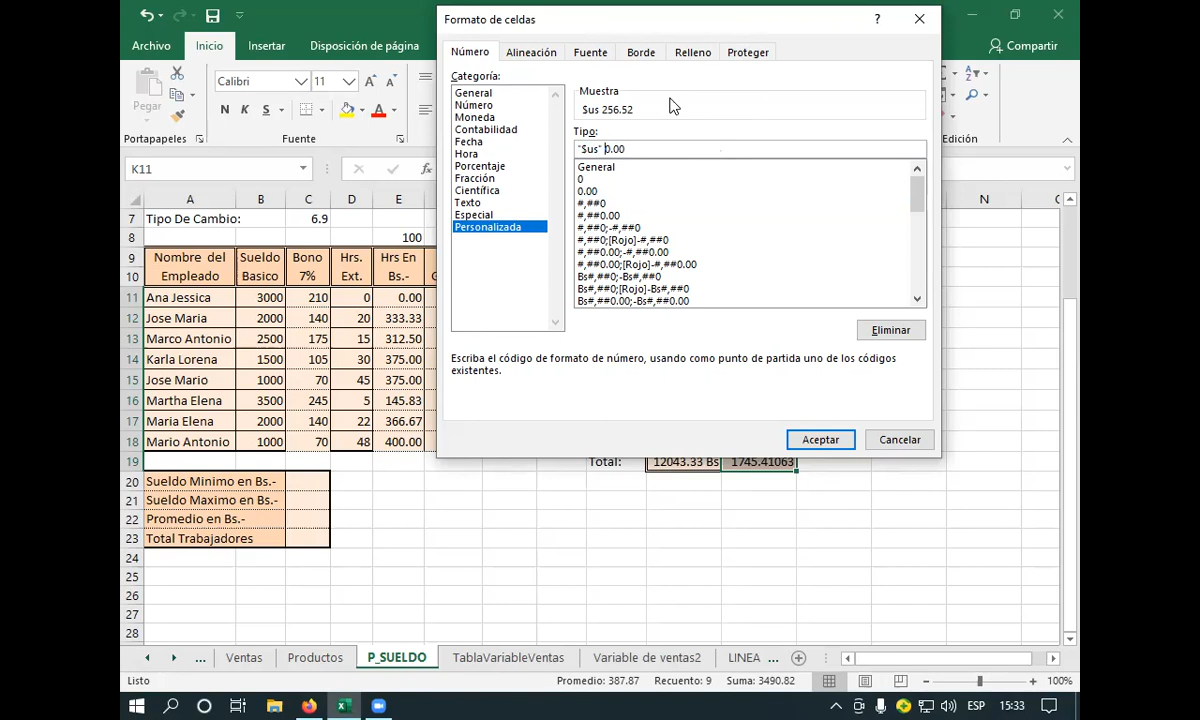 Formato de celdas
?
Archivo
Inicio
Insertar
Disposición de página
Compartir
Pegar
Calibri
11
N
K
S
A
Portapapeles
Fuente
Edición
Número
Alineación
Fuente
Borde
Relleno
Proteger
Categoría:
General
Número
Moneda
Contabilidad
Fecha
Hora
Porcentaje
Fracción
Científica
Texto
Especial
Personalizada
Muestra
$us 256.52
Tipo:
"$us" 0.00
General
0
0.00
#,##0
#,##0.00
#,##0;-#,##0
#,##0;[Rojo]-#,##0
#,##0.00;-#,##0.00
#,##0.00;[Rojo]-#,##0.00
Bs#,##0;-Bs#,##0
Bs#,##0;[Rojo]-Bs#,##0
Bs#,##0.00;-Bs#,##0.00
Eliminar
Escriba el código de formato de número, usando como punto de partida uno de los códigos
existentes.
Aceptar
Cancelar
K11
A B C D E N
7 Tipo De Cambio: 6.9
8 100
9 Nombre del Sueldo Bono Hrs. Hrs En
10 Empleado Basico 7% Ext. Bs.-
11 Ana Jessica 3000 210 0 0.00
12 Jose Maria 2000 140 20 333.33
13 Marco Antonio 2500 175 15 312.50
14 Karla Lorena 1500 105 30 375.00
15 Jose Mario 1000 70 45 375.00
16 Martha Elena 3500 245 5 145.83
17 Maria Elena 2000 140 22 366.67
18 Mario Antonio 1000 70 48 400.00
19 Total: 12043.33 Bs 1745.41063
20 Sueldo Minimo en Bs.-
21 Sueldo Maximo en Bs.-
22 Promedio en Bs.-
23 Total Trabajadores
24
25
26
27
28
... Ventas Productos P_SUELDO TablaVariableVentas Variable de ventas2 LINEA ...
Listo Promedio: 387.87 Recuento: 9 Suma: 3490.82 100%
ESP 15:33